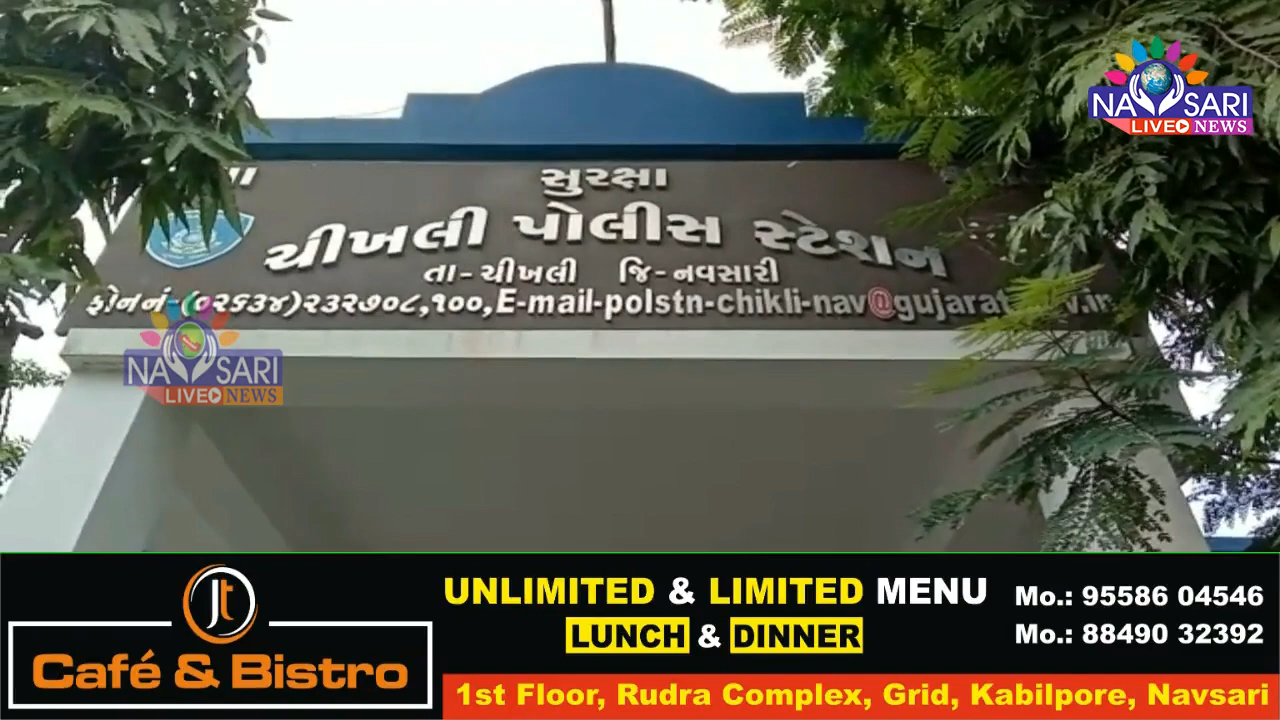 NAVSARI
LIVE NEWS
સુરક્ષા
ચીખલી પોલીસ સ્ટેશન
તા-ચીખલી જિ-નવસારી
ફોનનં-(૦૨૬૩૪)૨૩૨૭૦૮,૧૦૦,E-mail-polstn-chikli-nav@gujarat
NAVSARI
LIVE NEWS
Jt
Café & Bistro
UNLIMITED & LIMITED MENU
LUNCH & DINNER
Mo.: 95586 04546
Mo.: 88490 32392
1st Floor, Rudra Complex, Grid, Kabilpore, Navsari